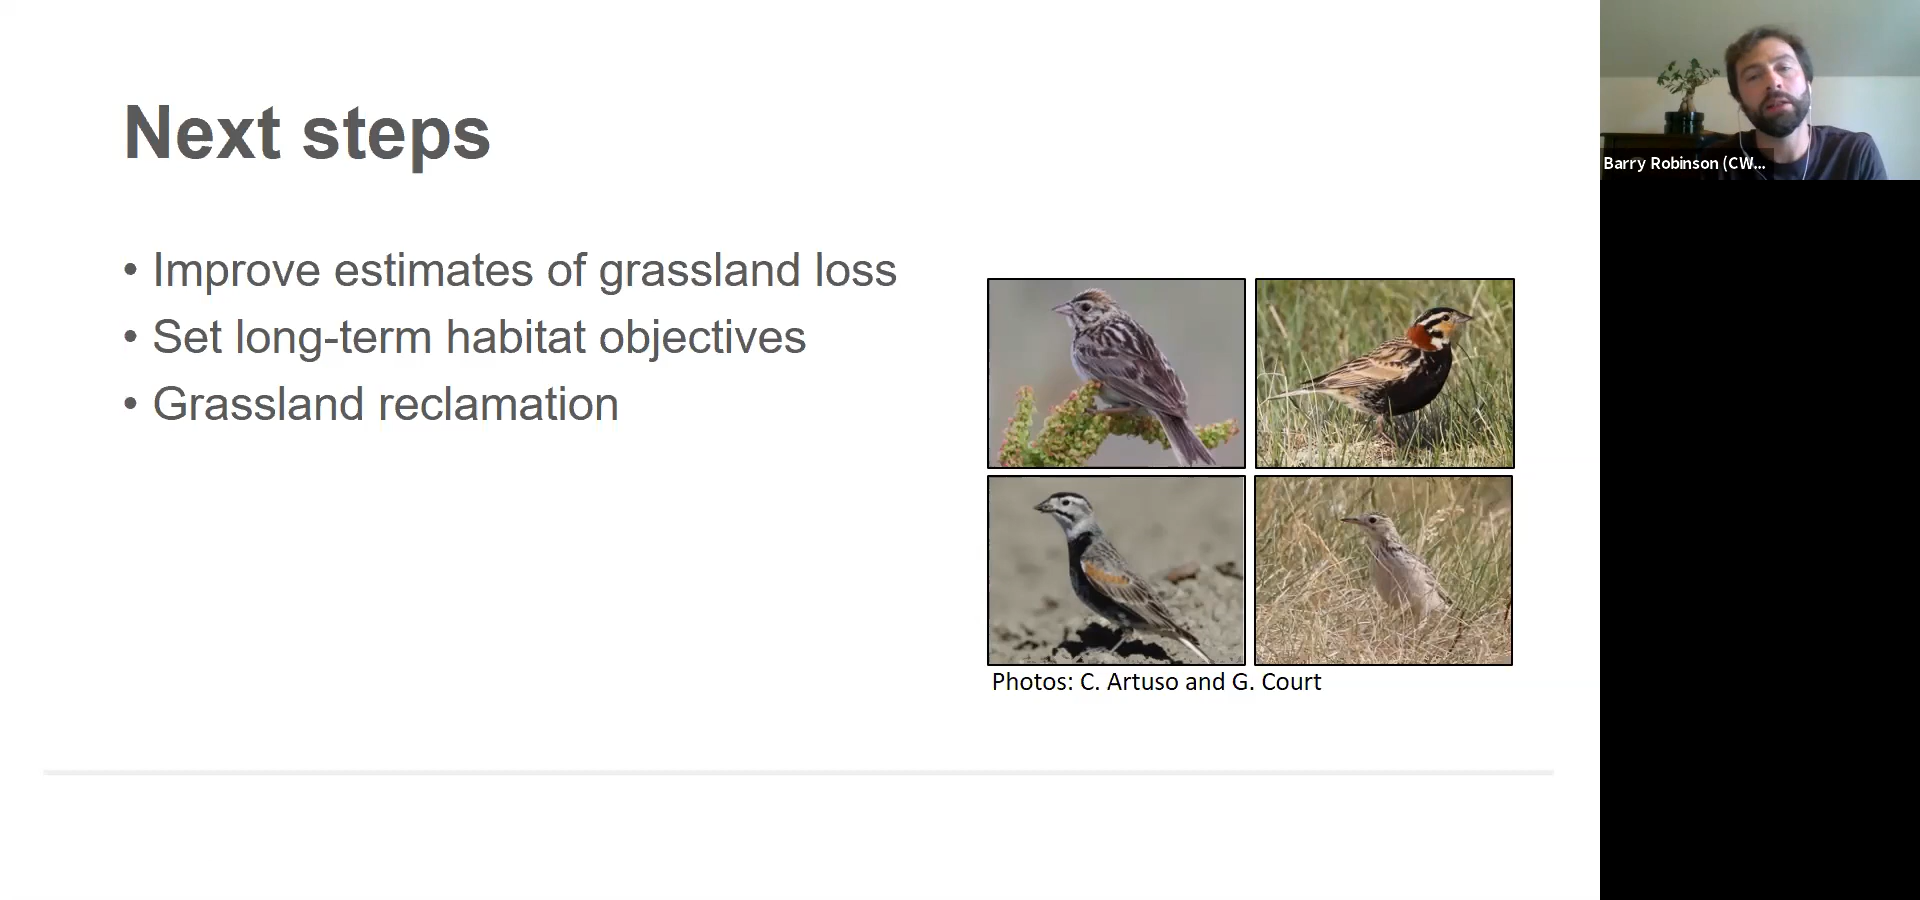 Next steps
• Improve estimates of grassland loss
• Set long-term habitat objectives
• Grassland reclamation
Photos: C. Artuso and G. Court
Barry Robinson (CW...